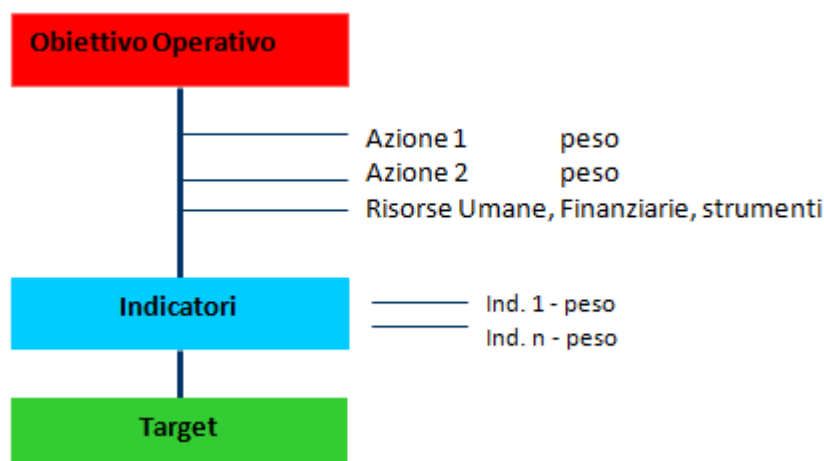 Obiettivo Operativo
Azione 1 peso
Azione 2 peso
Risorse Umane, Finanziarie, strumenti
Indicatori
Ind. 1 - peso
Ind. n - peso
Target